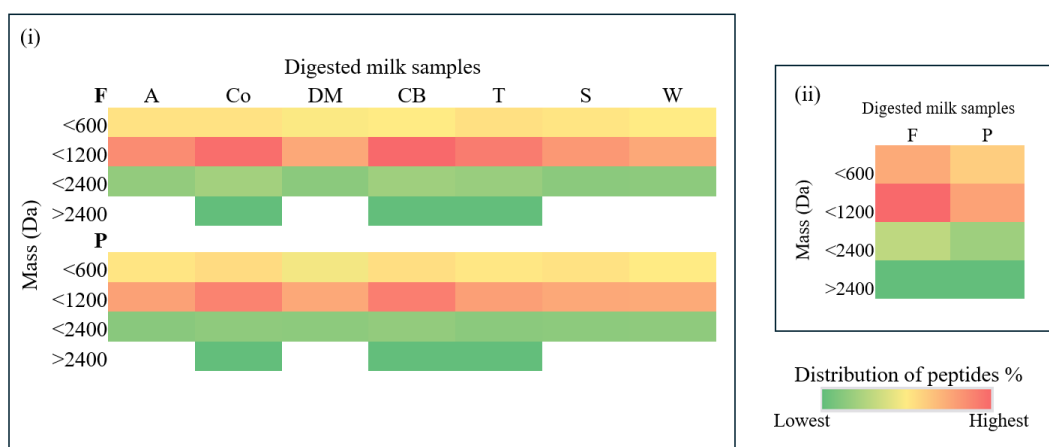 (i)
Digested milk samples
F A Co DM CB T S W
<600
<1200
<2400
>2400
P
<600
<1200
<2400
>2400
Mass (Da)
(ii)
Digested milk samples
F P
<600
<1200
<2400
>2400
Mass (Da)
Distribution of peptides %
Lowest Highest